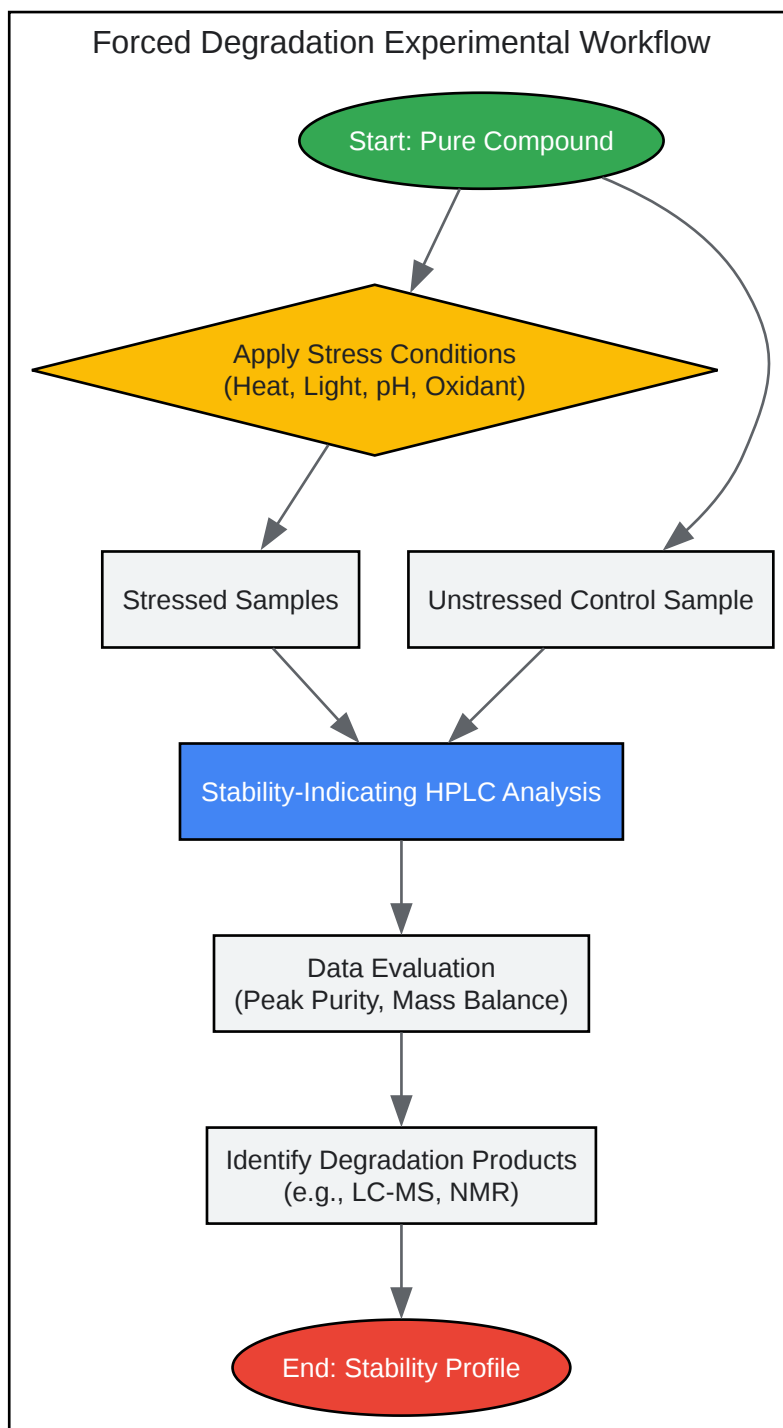 Forced Degradation Experimental Workflow
Start: Pure Compound
Apply Stress Conditions
(Heat, Light, pH, Oxidant)
Stressed Samples
Unstressed Control Sample
Stability-Indicating HPLC Analysis
Data Evaluation
(Peak Purity, Mass Balance)
Identify Degradation Products
(e.g., LC-MS, NMR)
End: Stability Profile